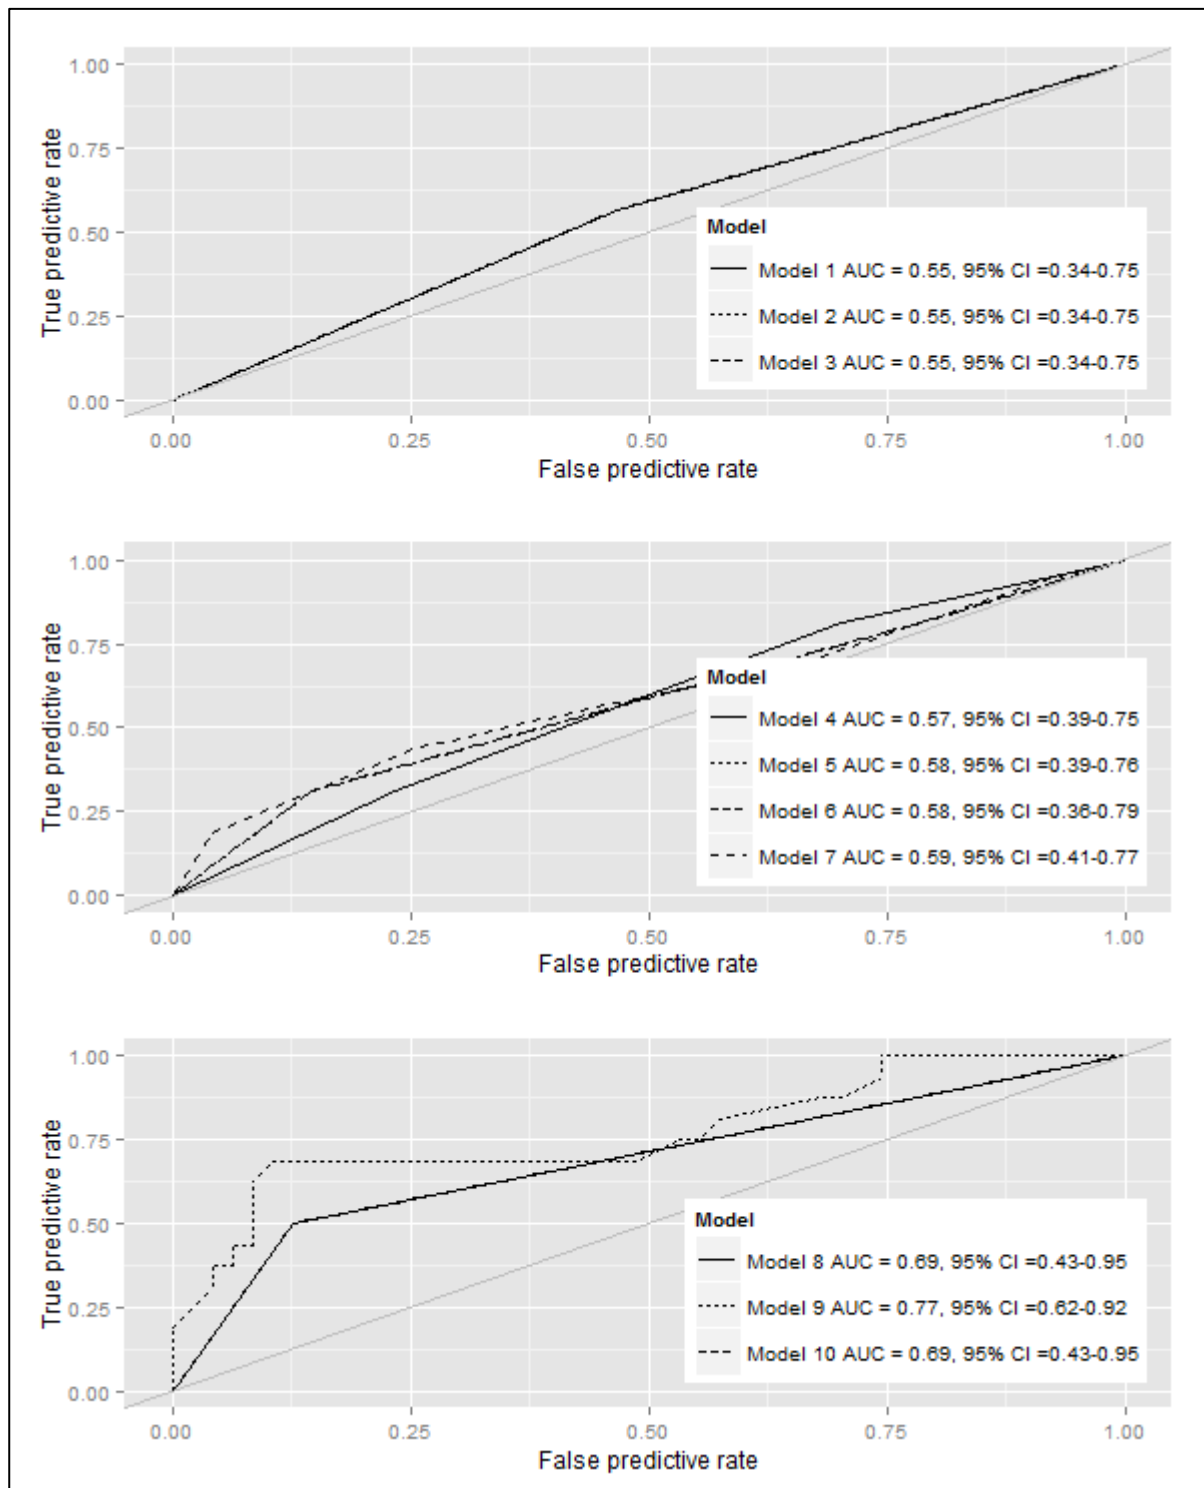 1.00
0.75
0.50
0.25
0.00
True predictive rate
Model
Model 1 AUC = 0.55, 95% CI =0.34-0.75
Model 2 AUC = 0.55, 95% CI =0.34-0.75
Model 3 AUC = 0.55, 95% CI =0.34-0.75
0.00 0.25 0.50 0.75 1.00
False predictive rate
1.00
0.75
0.50
0.25
0.00
True predictive rate
Model
Model 4 AUC = 0.57, 95% CI =0.39-0.75
Model 5 AUC = 0.58, 95% CI =0.39-0.76
Model 6 AUC = 0.58, 95% CI =0.36-0.79
Model 7 AUC = 0.59, 95% CI =0.41-0.77
0.00 0.25 0.50 0.75 1.00
False predictive rate
1.00
0.75
0.50
0.25
0.00
True predictive rate
Model
Model 8 AUC = 0.69, 95% CI =0.43-0.95
Model 9 AUC = 0.77, 95% CI =0.62-0.92
Model 10 AUC = 0.69, 95% CI =0.43-0.95
0.00 0.25 0.50 0.75 1.00
False predictive rate